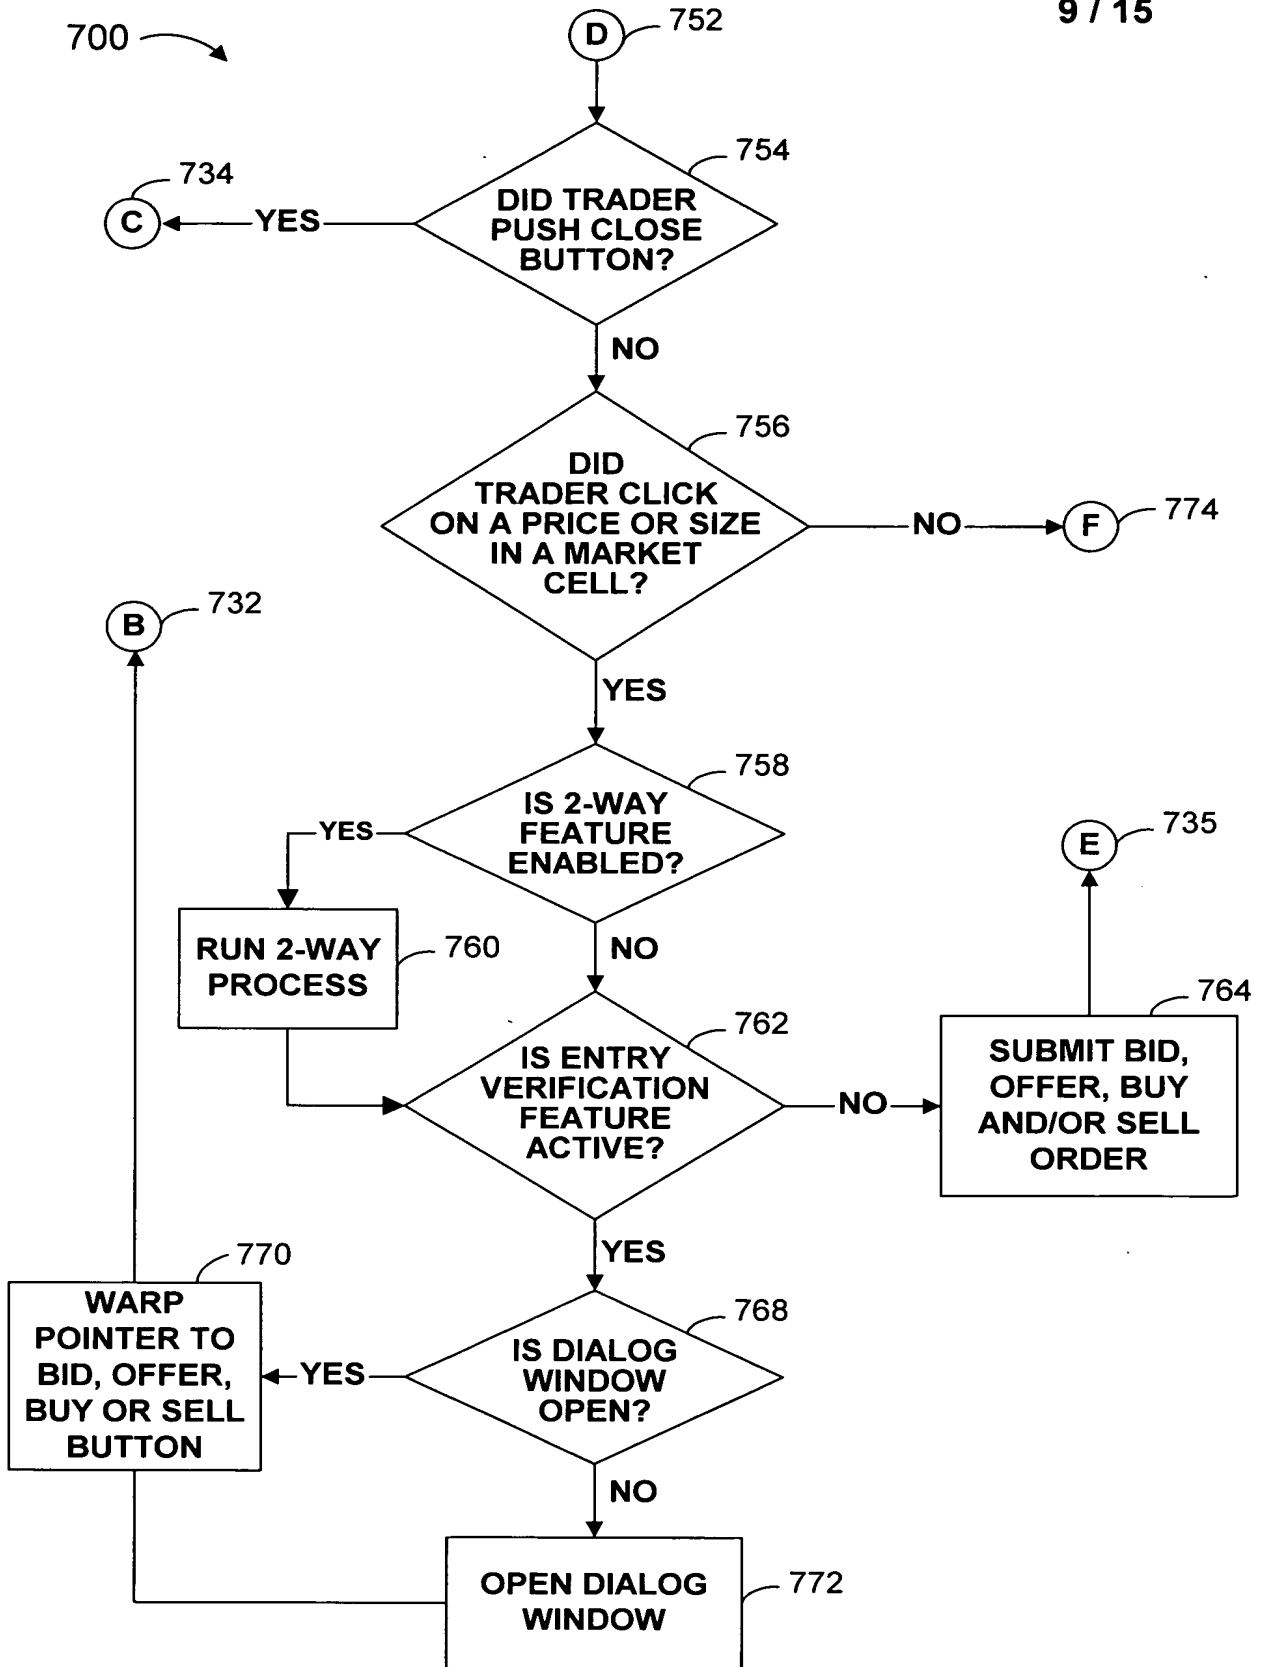 9 / 15
700
D
752
754
DID TRADER
PUSH CLOSE
BUTTON?
734
C
YES
NO
756
DID
TRADER CLICK
ON A PRICE OR SIZE
IN A MARKET
CELL?
NO
F
774
B
732
YES
758
IS 2-WAY
FEATURE
ENABLED?
YES
E
735
RUN 2-WAY
PROCESS
760
NO
762
IS ENTRY
VERIFICATION
FEATURE
ACTIVE?
NO
764
SUBMIT BID,
OFFER, BUY
AND/OR SELL
ORDER
YES
770
WARP
POINTER TO
BID, OFFER,
BUY OR SELL
BUTTON
768
IS DIALOG
WINDOW
OPEN?
YES
NO
OPEN DIALOG
WINDOW
772